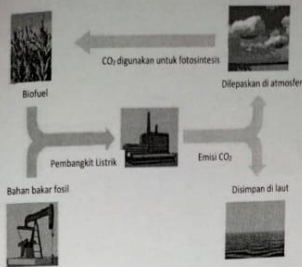 CO₂ digunakan untuk fotosintesis
Dilepaskan di atmosfer
Biofuel
Pembangkit Listrik
Emisi CO₂
Bahan bakar fosil
Disimpan di laut